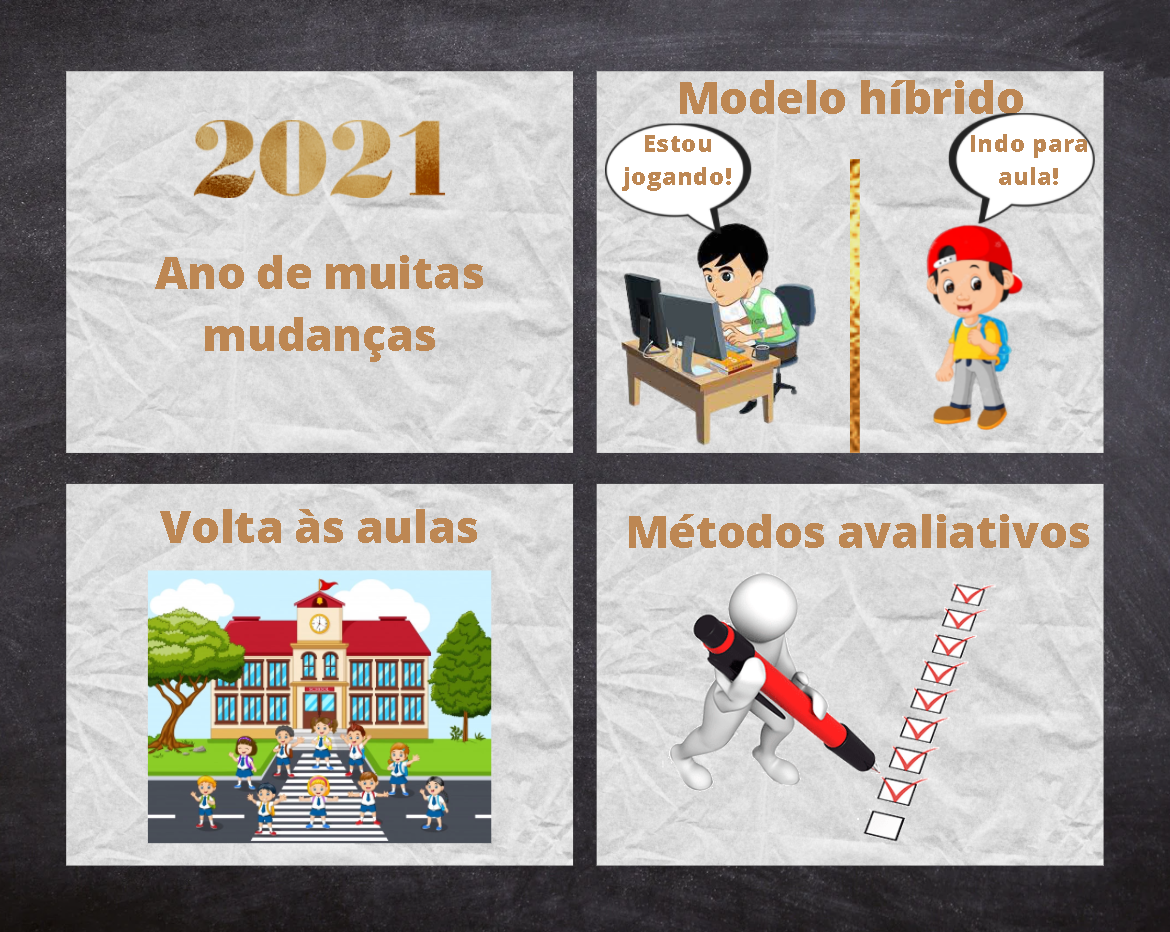 2021
Ano de muitas
mudanças
Modelo híbrido
Estou
jogando!
Indo para
aula!
Volta às aulas
Métodos avaliativos